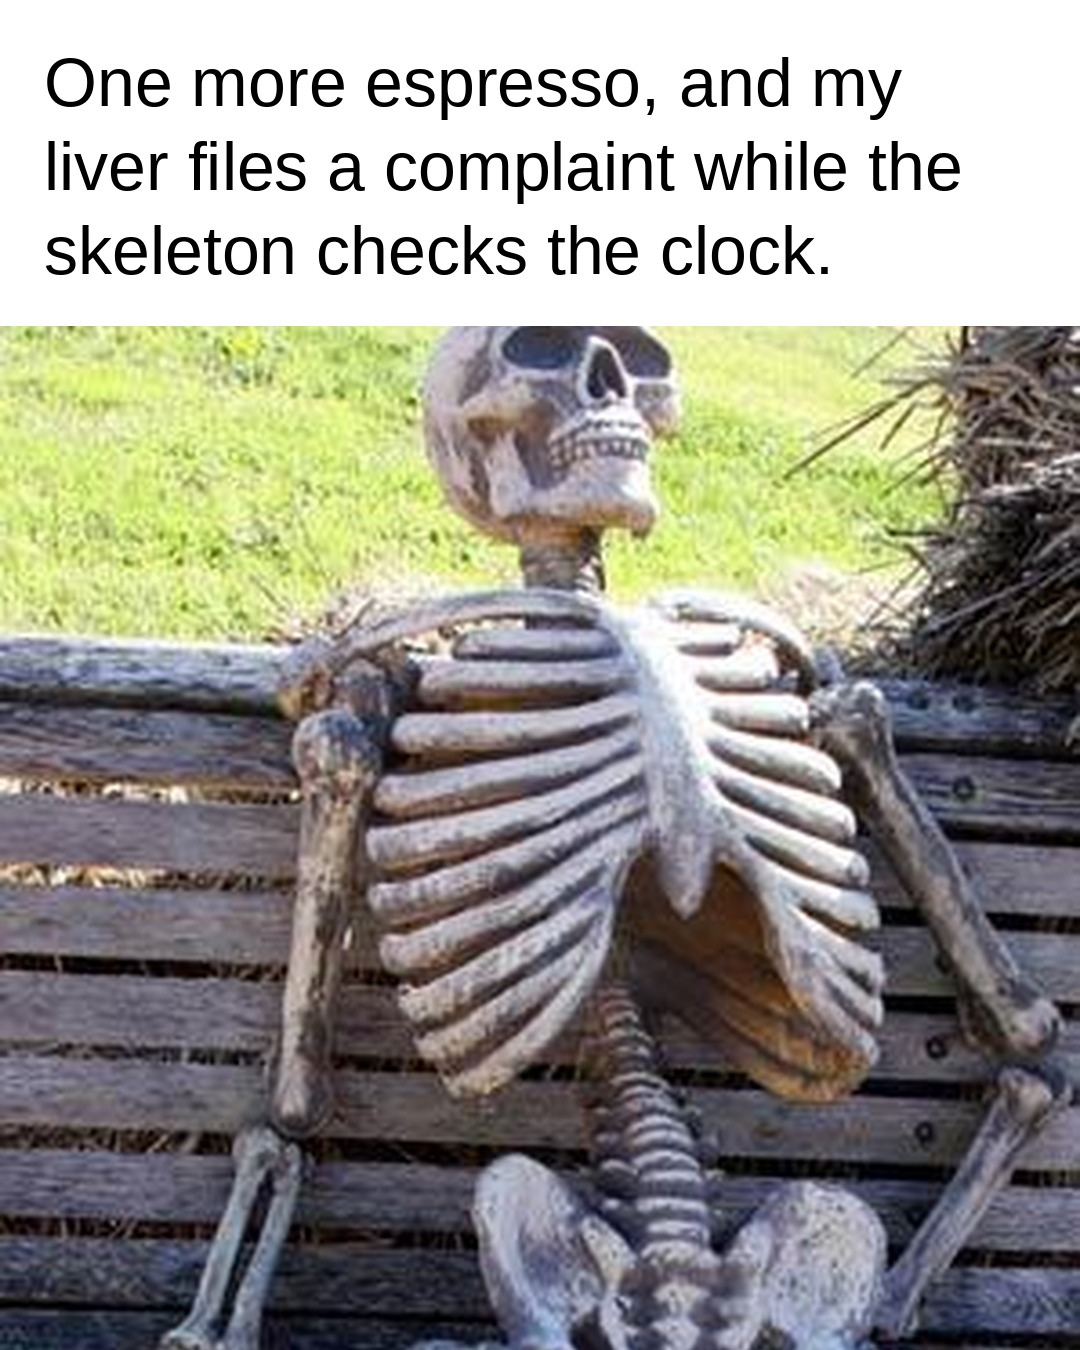 One more espresso, and my
liver files a complaint while the
skeleton checks the clock.